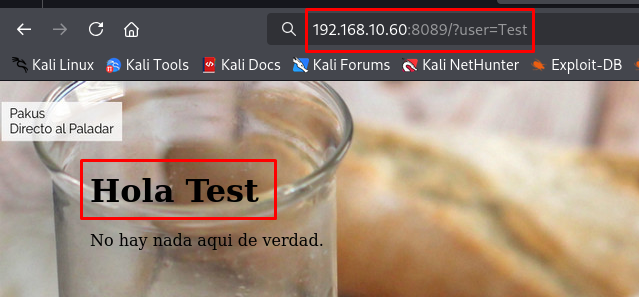 192.168.10.60:8089/?user=Test
Kali Linux Kali Tools Kali Docs Kali Forums Kali NetHunter Exploit-DB
Pakus
Directo al Paladar
Hola Test
No hay nada aqui de verdad.